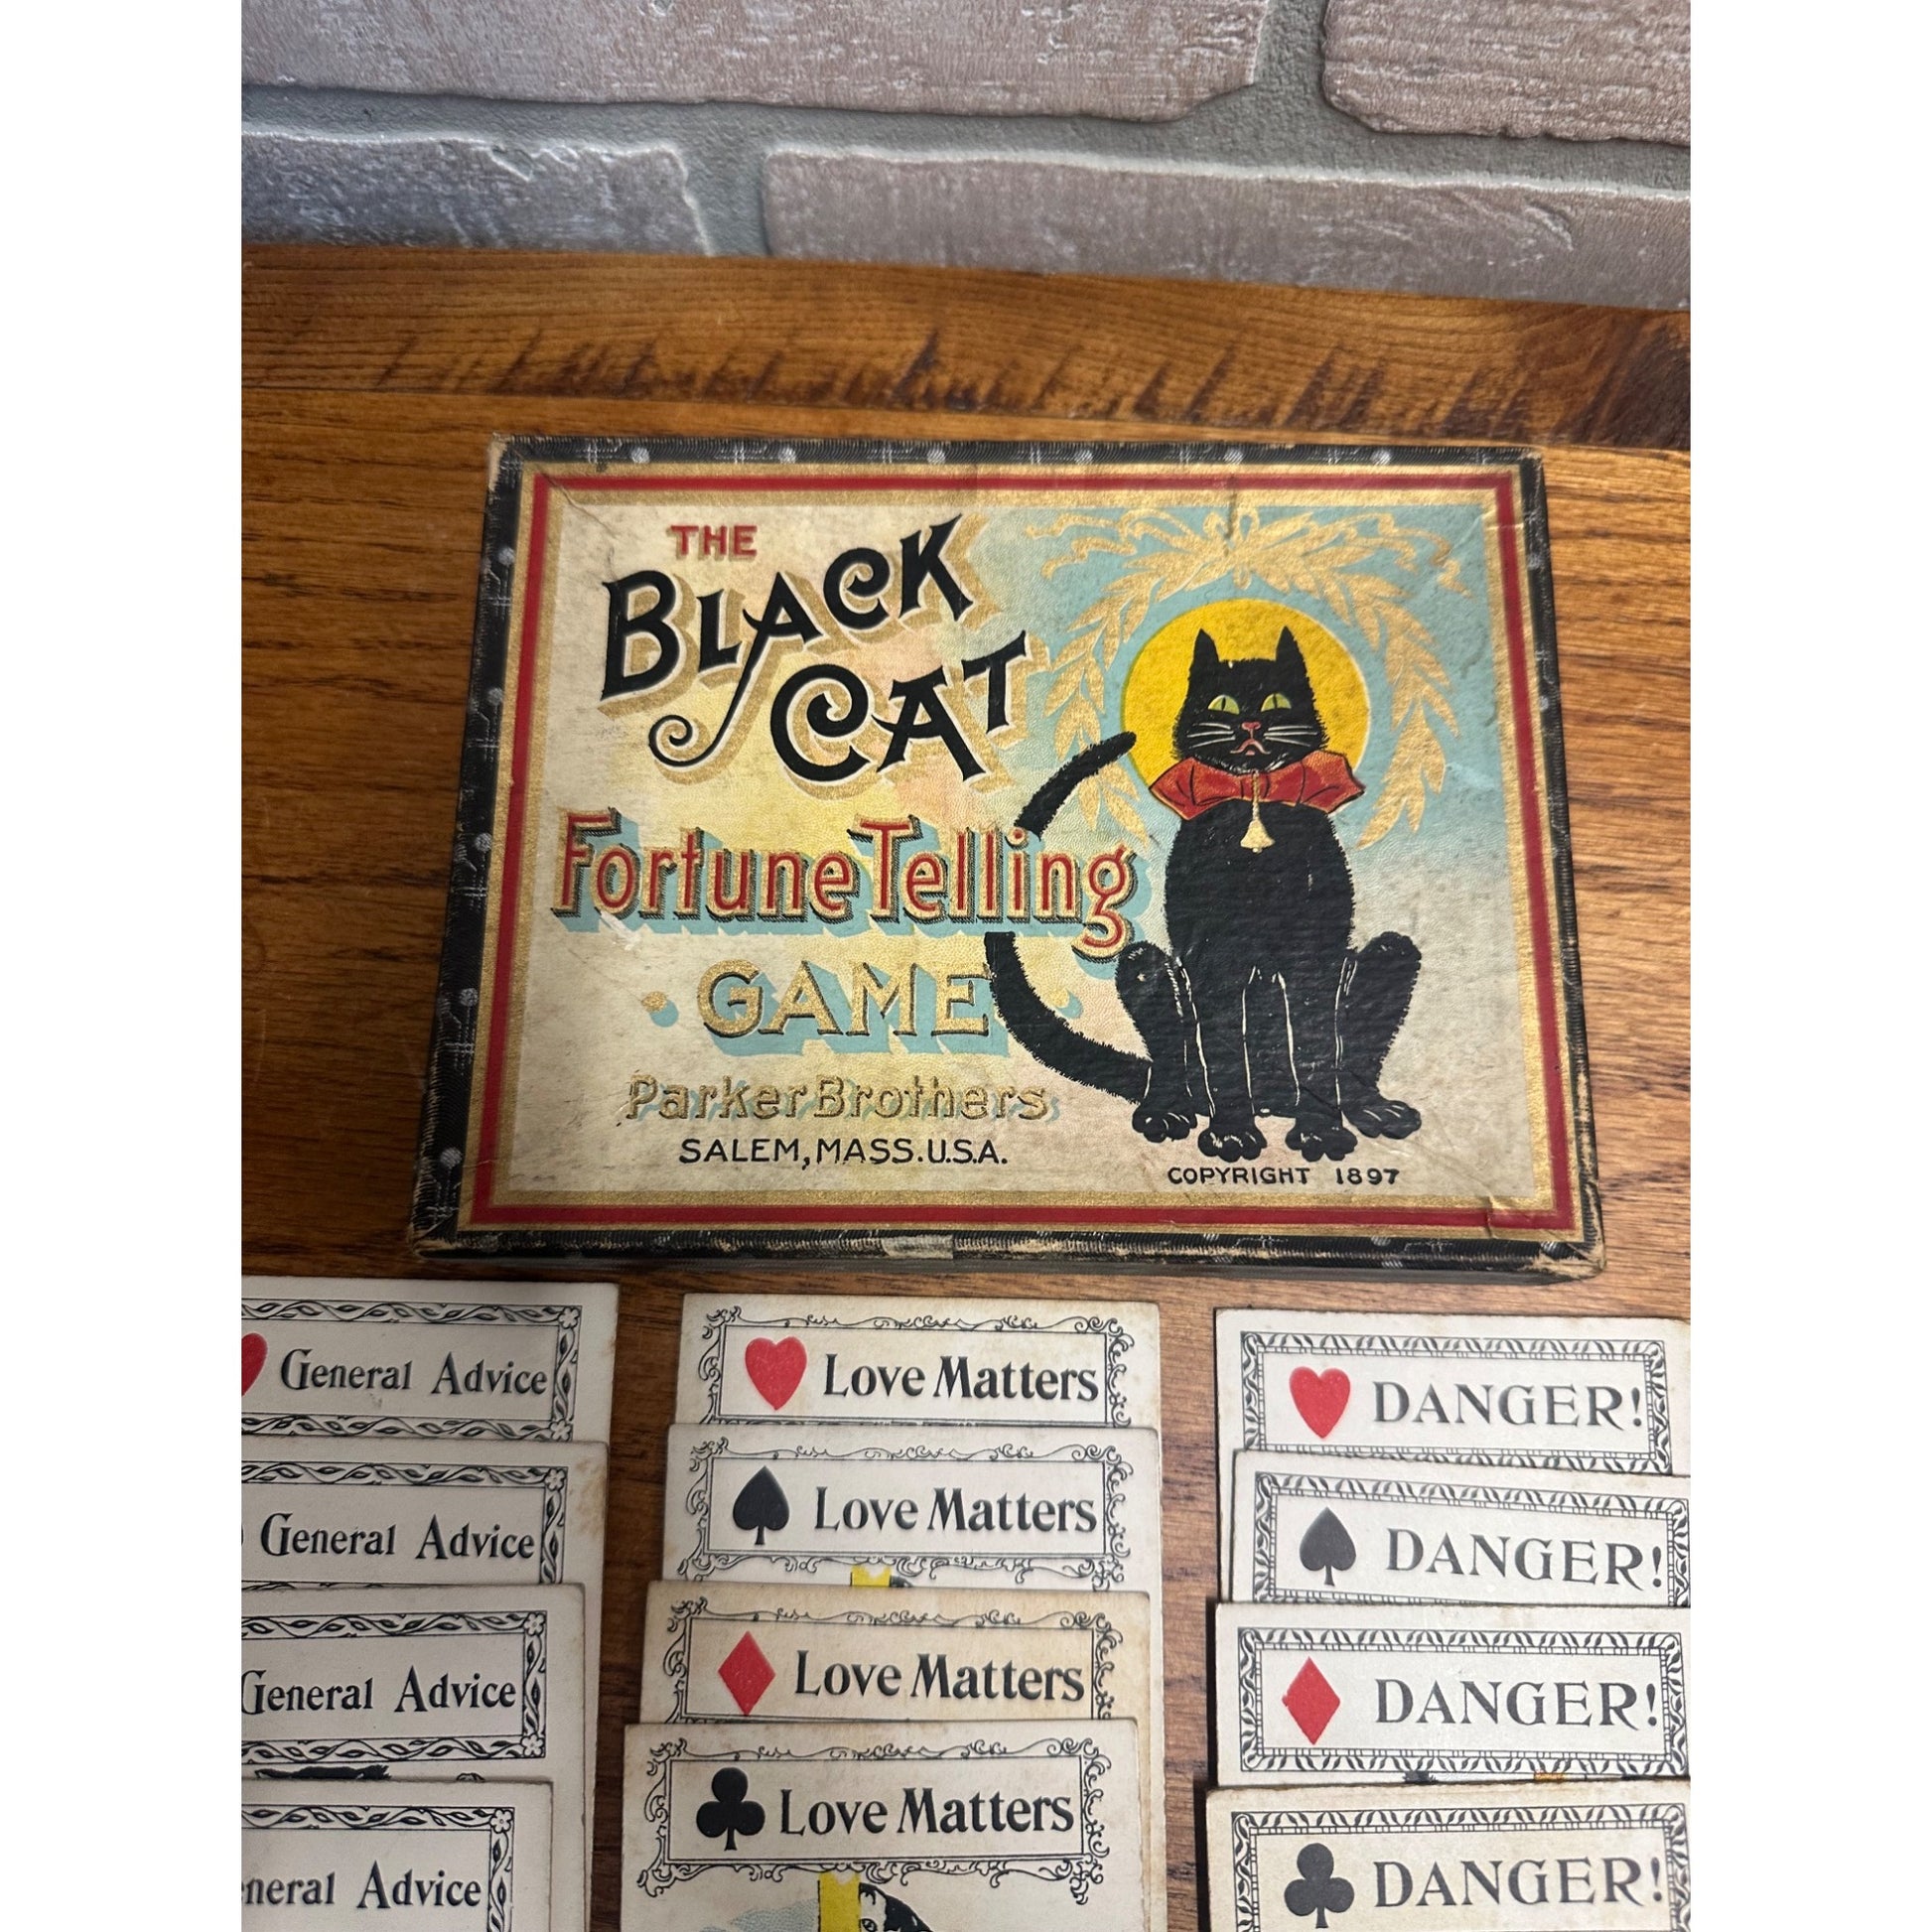 THE
BLACK
CAT
Fortune Telling
GAME
Parker Brothers
SALEM, MASS. U.S.A.
COPYRIGHT 1897
General Advice
General Advice
General Advice
General Advice
Love Matters
Love Matters
Love Matters
Love Matters
DANGER!
DANGER!
DANGER!
DANGER!